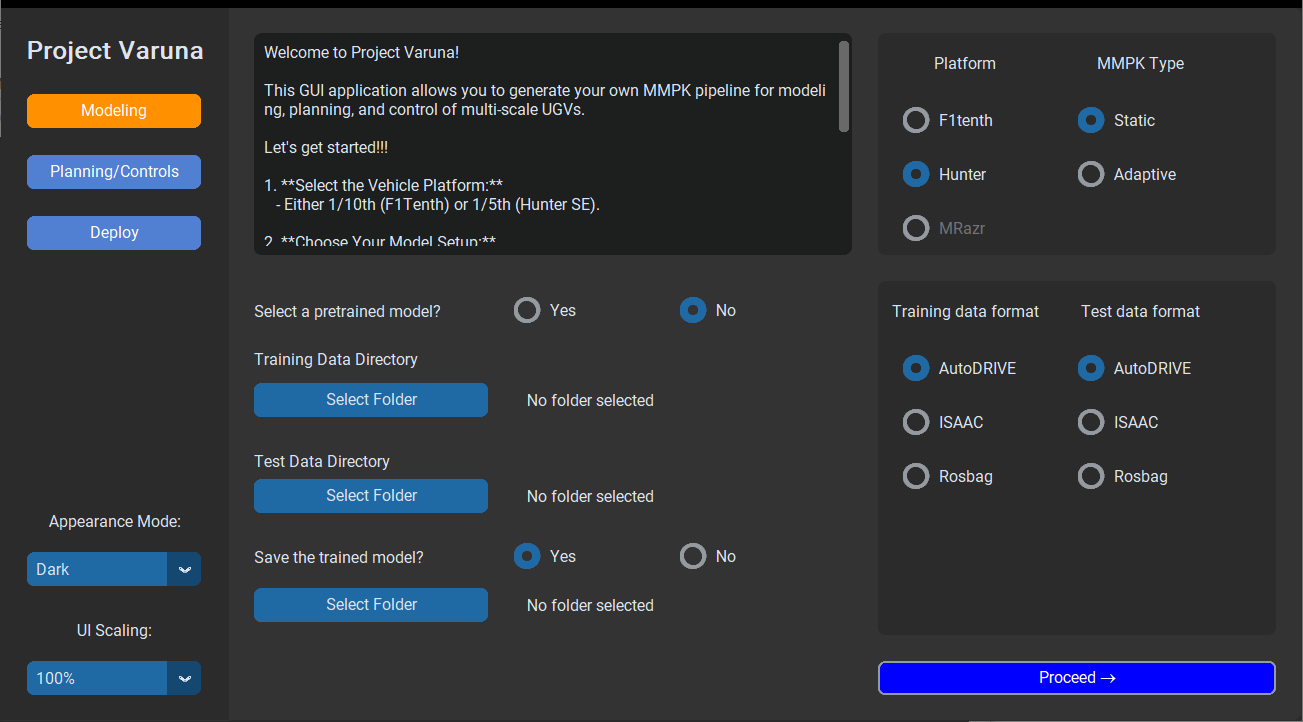 Project Varuna
Modeling
Planning/Controls
Deploy
Appearance Mode:
Dark
UI Scaling:
100%
Welcome to Project Varuna!
This GUI application allows you to generate your own MMPK pipeline for modeli
ng, planning, and control of multi-scale UGVs.
Let's get started!!!
1. **Select the Vehicle Platform:**
- Either 1/10th (F1Tenth) or 1/5th (Hunter SE).
2. **Choose Your Model Setup:**
Select a pretrained model?
Yes
No
Training Data Directory
Select Folder
No folder selected
Test Data Directory
Select Folder
No folder selected
Save the trained model?
Yes
No
Select Folder
No folder selected
Platform
MMPK Type
F1tenth
Static
Hunter
Adaptive
MRazr
Training data format
Test data format
AutoDRIVE
AutoDRIVE
ISAAC
ISAAC
Rosbag
Rosbag
Proceed →